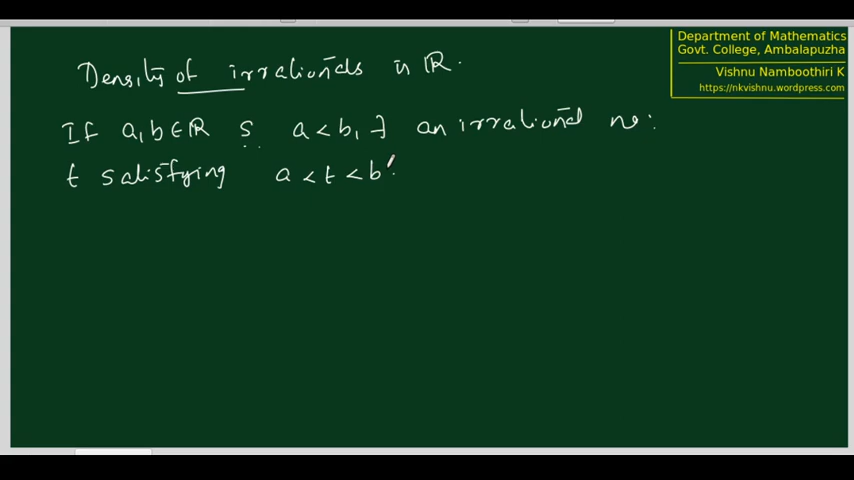 Department of Mathematics
Govt. College, Ambalapuzha
Vishnu Namboothiri K
https://nkvishnu.wordpress.com
Density of irrationals in ℝ.
If a, b ∈ ℝ & a < b, ∃ an irrational no:
t satisfying a < t < b